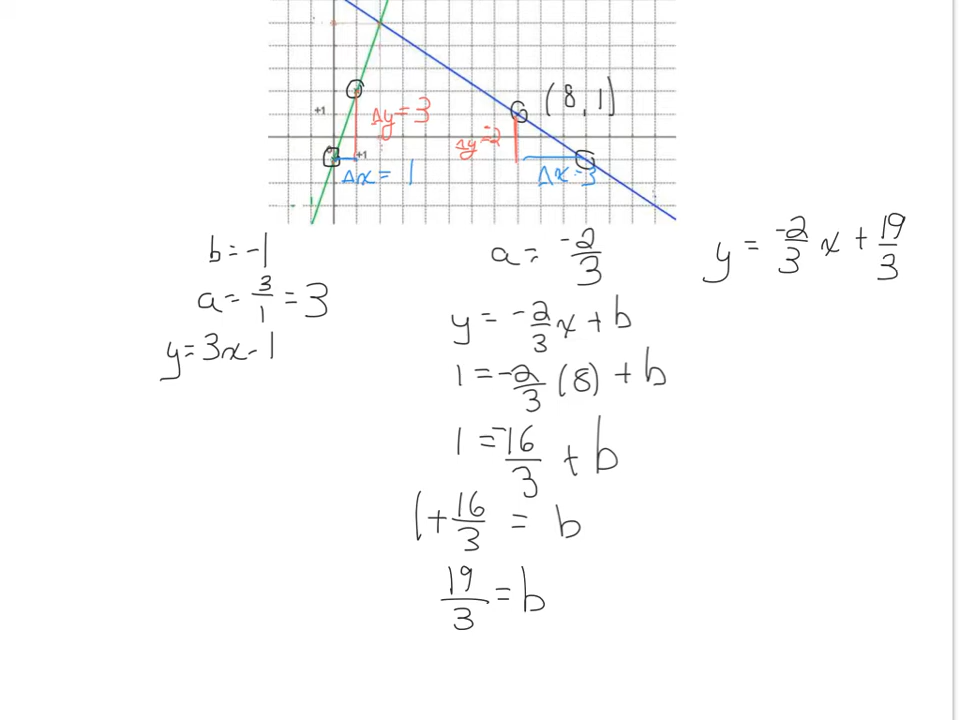 +1
Δy=3
(8,1)
Δy=-2
+1
Δx=1
Δx=3
b=-1
a=3/1=3
y=3x-1
a=-2/3
y=-2/3x+b
1=-2/3(8)+b
1=-16/3+b
1+16/3=b
19/3=b
y=-2/3x+19/3